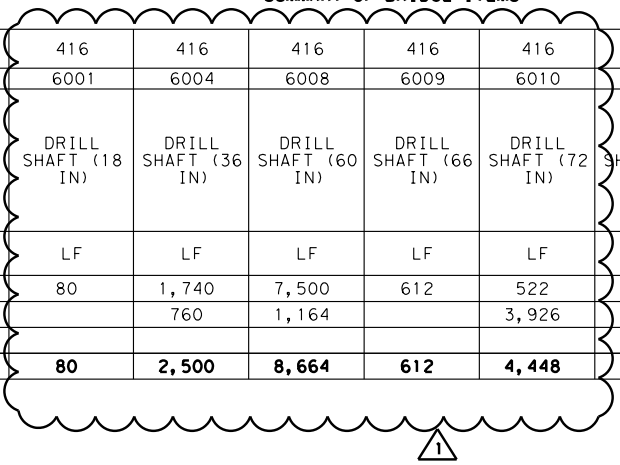 416 416 416 416 416
6001 6004 6008 6009 6010
DRILL DRILL DRILL DRILL DRILL
SHAFT (18 SHAFT (36 SHAFT (60 SHAFT (66 SHAFT (72
IN) IN) IN) IN) IN)
LF LF LF LF LF
80 1,740 7,500 612 522
760 1,164 3,926
80 2,500 8,664 612 4,448
1